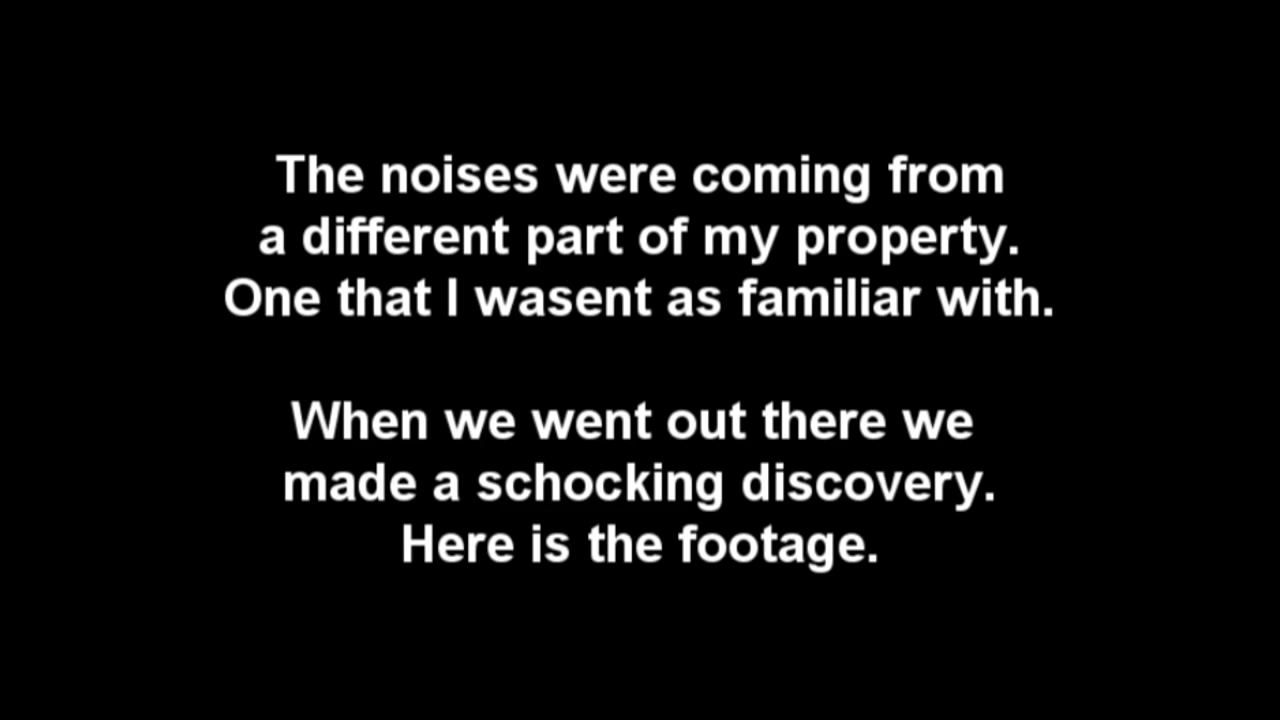 The noises were coming from
a different part of my property.
One that I wasent as familiar with.
When we went out there we
made a schocking discovery.
Here is the footage.